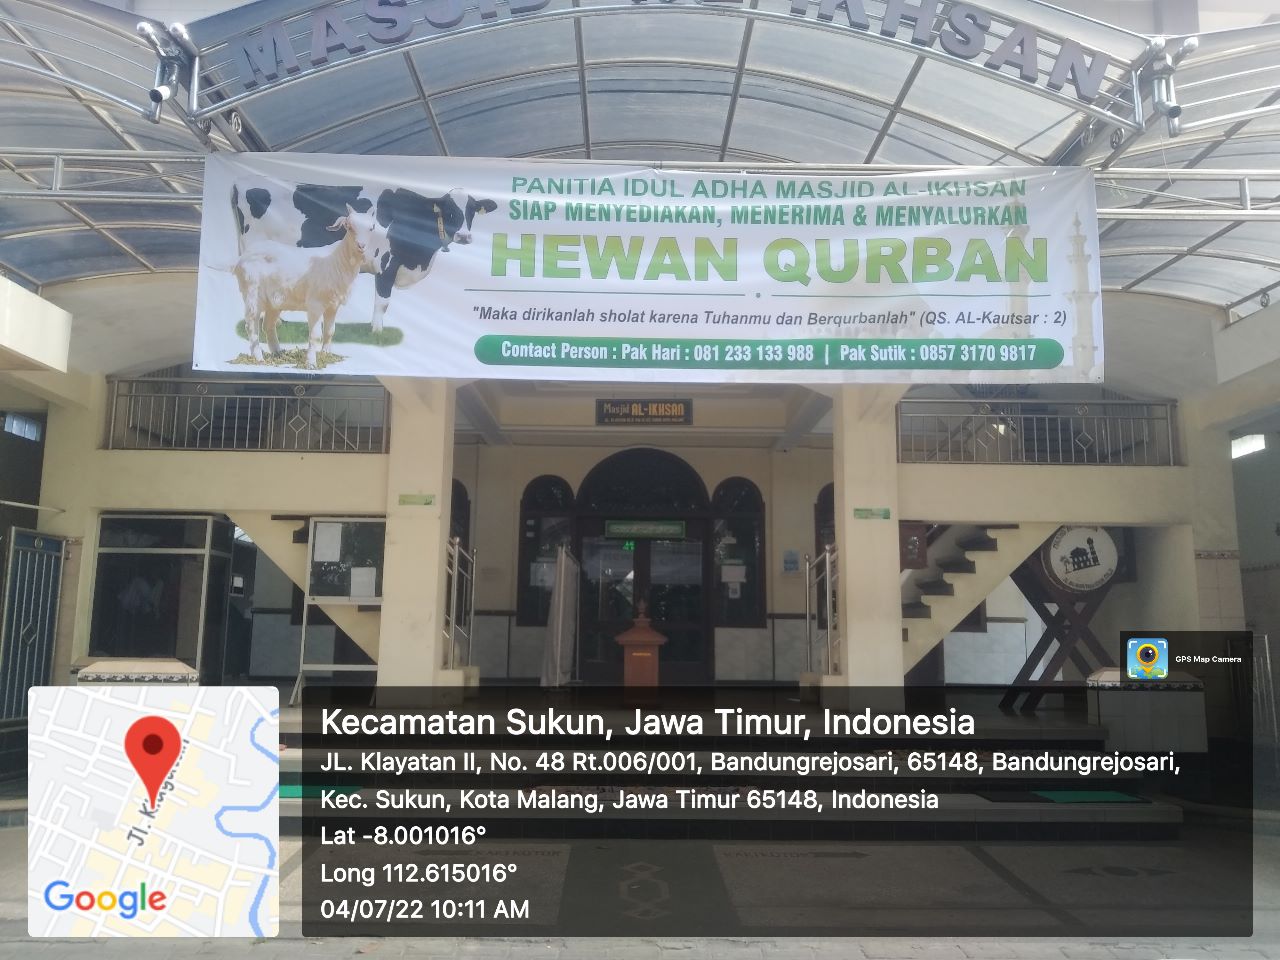 MASJID AL-IKHSAN
PANITIA IDUL ADHA MASJID AL-IKHSAN
SIAP MENYEDIAKAN, MENERIMA & MENYALURKAN
HEWAN QURBAN
"Maka dirikanlah sholat karena Tuhanmu dan Berqurbanlah" (QS. AL-Kautsar : 2)
Contact Person : Pak Hari : 081 233 133 988 | Pak Sutik : 0857 3170 9817
Masjid AL-IKHSAN
GPS Map Camera
Kecamatan Sukun, Jawa Timur, Indonesia
JL. Klayatan II, No. 48 Rt.006/001, Bandungrejosari, 65148, Bandungrejosari,
Kec. Sukun, Kota Malang, Jawa Timur 65148, Indonesia
Lat -8.001016°
Long 112.615016°
04/07/22 10:11 AM
Jl. Klayatan
Google